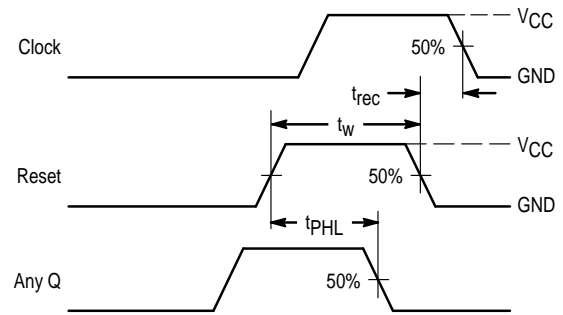 VCC
Clock
50%
GND
trec
tw
VCC
Reset
50%
GND
tPHL
Any Q
50%